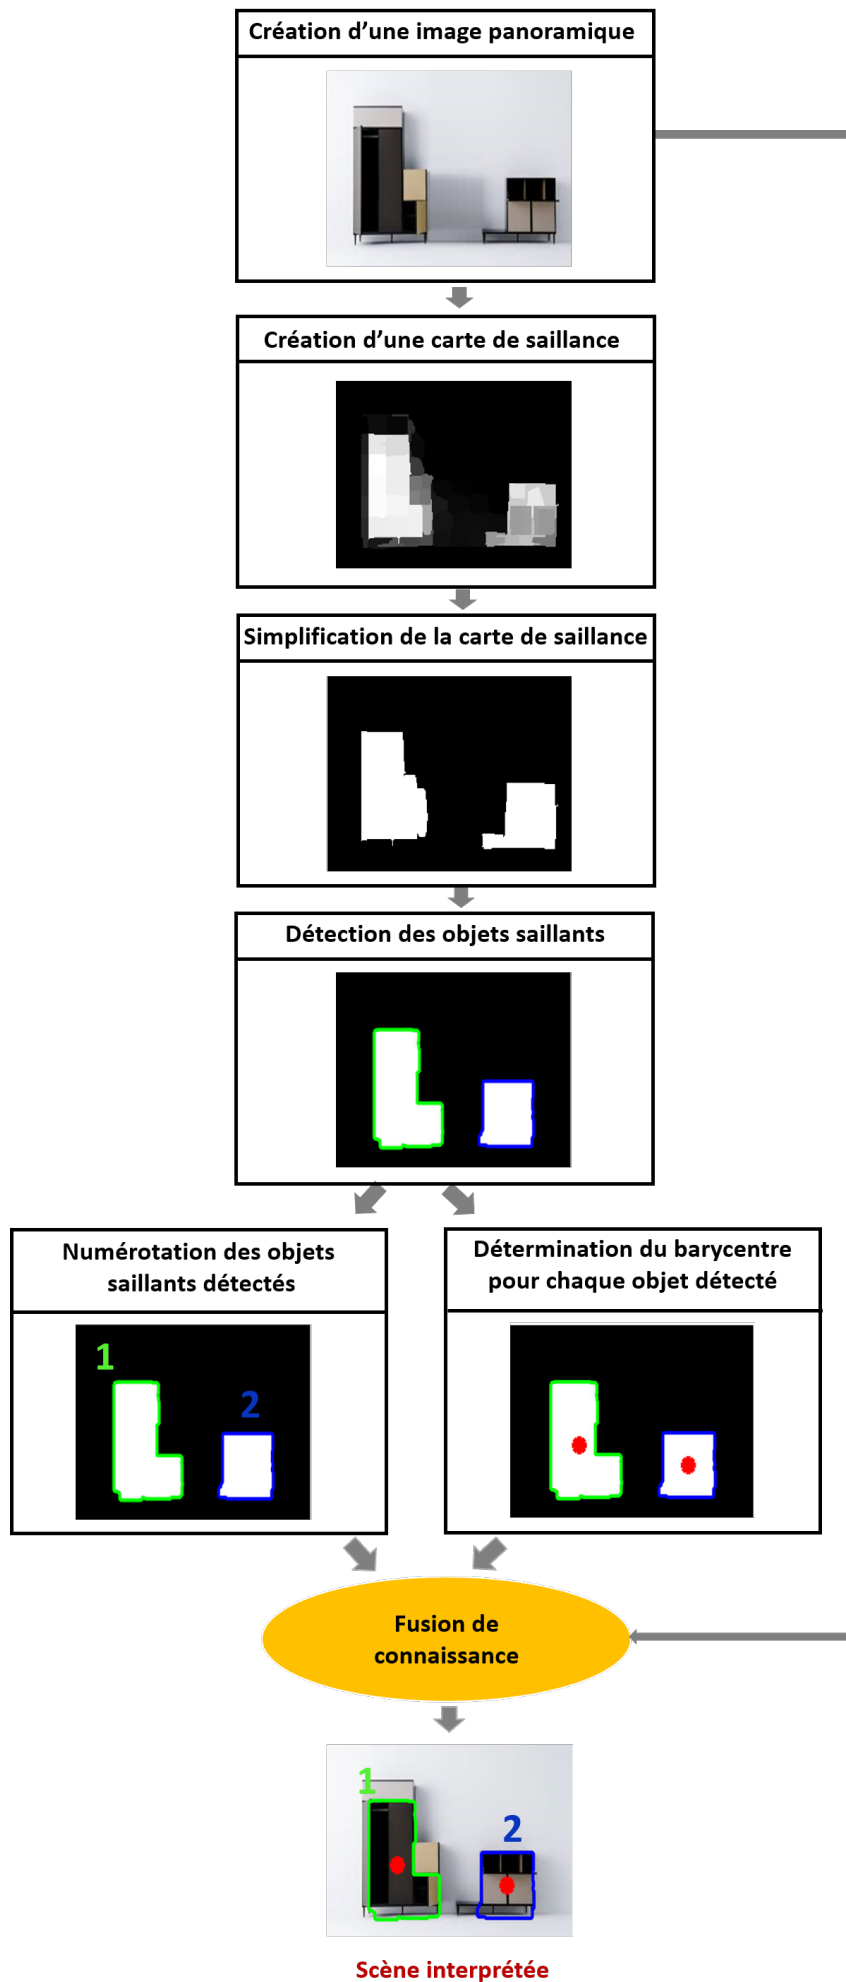 Création d’une image panoramique
Création d’une carte de saillance
Simplification de la carte de saillance
Détection des objets saillants
Numérotation des objets
saillants détectés
Détermination du barycentre
pour chaque objet détecté
1
2
Fusion de
connaissance
1
2
Scène interprétée